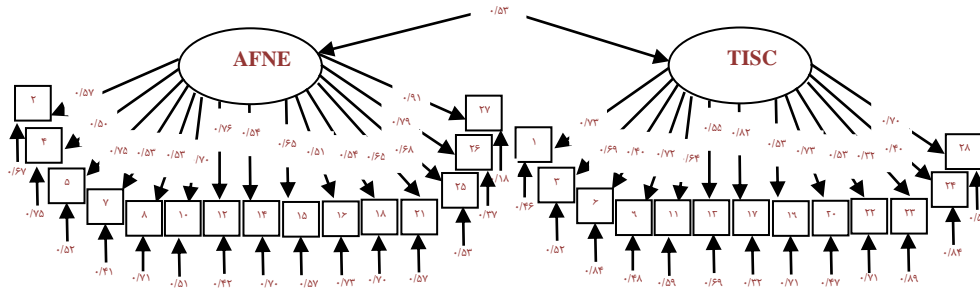 ۰/۵۳
AFNE
TISC
۲ ۰/۵۷ ۰/۹۱ ۲۷ ۰/۷۳ ۰/۷۰
۴ ۰/۵۰ ۰/۷۶ ۰/۵۴ ۰/۷۹ ۱ ۰/۵۵ ۰/۸۲ ۲۸
۰/۷۵ ۰/۵۳ ۰/۵۳ ۰/۷۰ ۰/۶۵ ۰/۵۱ ۰/۵۴ ۰/۶۵ ۰/۶۸ ۲۶ ۰/۶۹ ۰/۴۰ ۰/۷۲ ۰/۶۴ ۰/۵۳ ۰/۷۳ ۰/۵۳ ۰/۳۲ ۰/۴۰
۰/۶۷ ۵ ۲۵ ۰/۱۸ ۰/۴۶ ۳ ۲۴
۰/۷۵ ۷ ۰/۳۷ ۶
۸ ۱۰ ۱۲ ۱۴ ۱۵ ۱۶ ۱۸ ۲۱ ۹ ۱۱ ۱۳ ۱۷ ۱۹ ۲۰ ۲۲ ۲۳
۰/۵۲ ۰/۵۳ ۰/۵۲ ۰/۸۴
۰/۴۱ ۰/۷۱ ۰/۵۱ ۰/۴۲ ۰/۷۰ ۰/۵۷ ۰/۷۳ ۰/۷۰ ۰/۵۷ ۰/۸۴ ۰/۴۸ ۰/۵۹ ۰/۶۹ ۰/۳۲ ۰/۷۱ ۰/۴۷ ۰/۷۱ ۰/۸۹